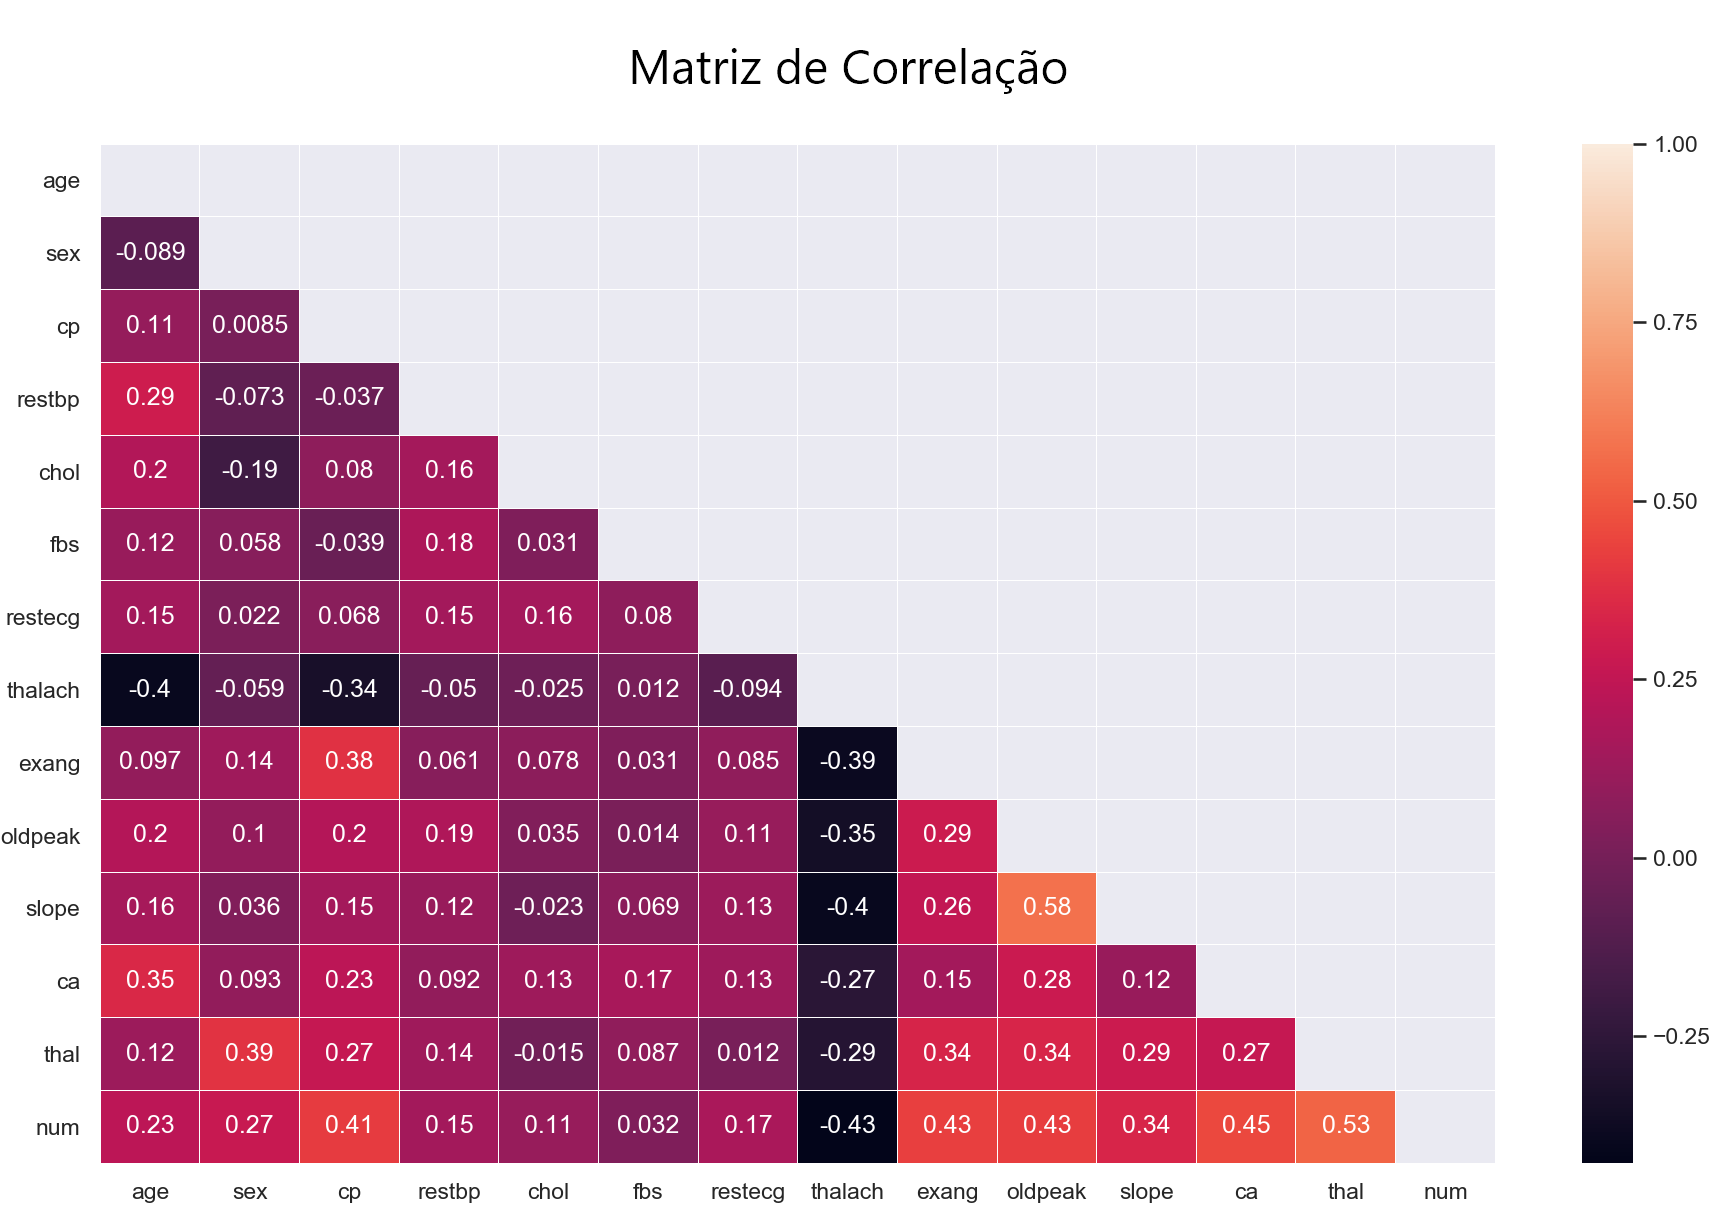 Matriz de Correlação
1.00
age
sex -0.089
cp 0.11 0.0085
0.75
restbp 0.29 -0.073 -0.037
chol 0.2 -0.19 0.08 0.16
0.50
fbs 0.12 0.058 -0.039 0.18 0.031
restecg 0.15 0.022 0.068 0.15 0.16 0.08
0.25
thalach -0.4 -0.059 -0.34 -0.05 -0.025 0.012 -0.094
exang 0.097 0.14 0.38 0.061 0.078 0.031 0.085 -0.39
oldpeak 0.2 0.1 0.2 0.19 0.035 0.014 0.11 -0.35 0.29
0.00
slope 0.16 0.036 0.15 0.12 -0.023 0.069 0.13 -0.4 0.26 0.58
ca 0.35 0.093 0.23 0.092 0.13 0.17 0.13 -0.27 0.15 0.28 0.12
−0.25
thal 0.12 0.39 0.27 0.14 -0.015 0.087 0.012 -0.29 0.34 0.34 0.29 0.27
num 0.23 0.27 0.41 0.15 0.11 0.032 0.17 -0.43 0.43 0.43 0.34 0.45 0.53
age sex cp restbp chol fbs restecg thalach exang oldpeak slope ca thal num